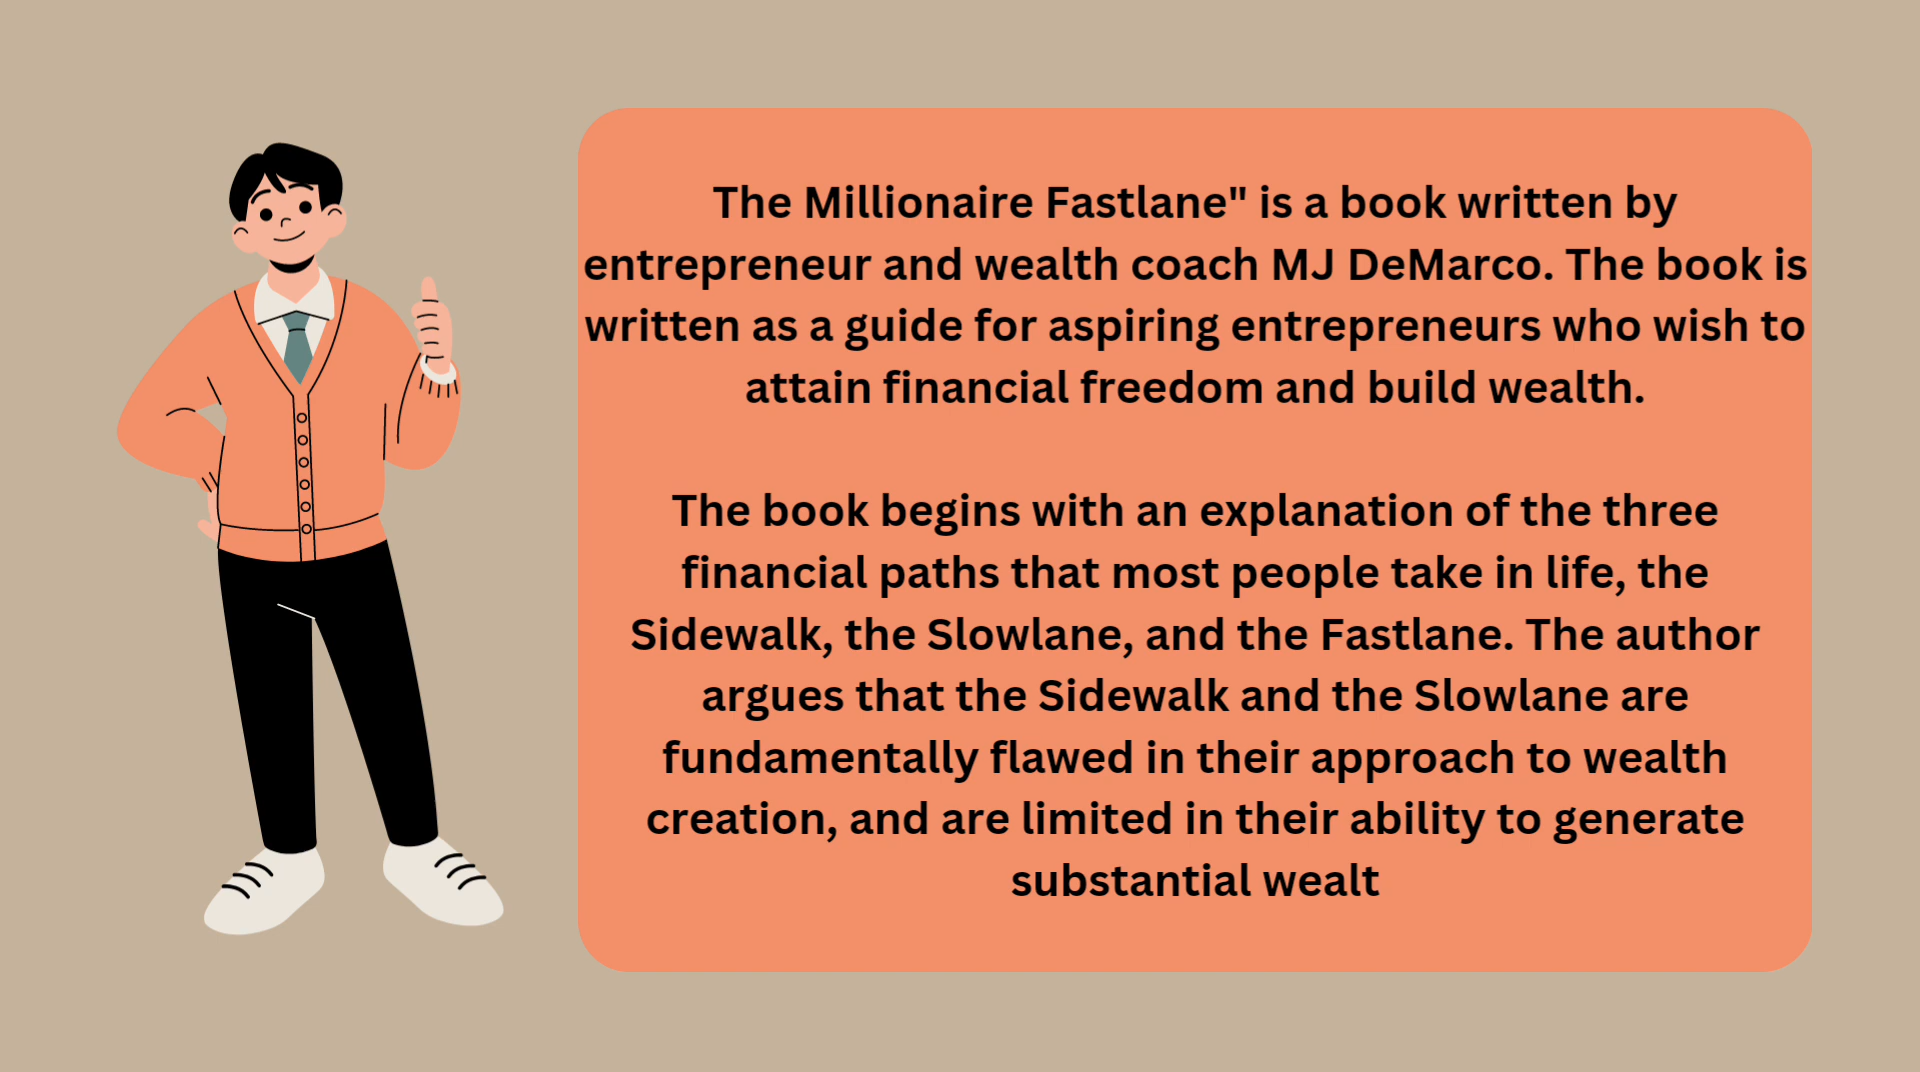 The Millionaire Fastlane" is a book written by
entrepreneur and wealth coach MJ DeMarco. The book is
written as a guide for aspiring entrepreneurs who wish to
attain financial freedom and build wealth.
The book begins with an explanation of the three
financial paths that most people take in life, the
Sidewalk, the Slowlane, and the Fastlane. The author
argues that the Sidewalk and the Slowlane are
fundamentally flawed in their approach to wealth
creation, and are limited in their ability to generate
substantial wealt